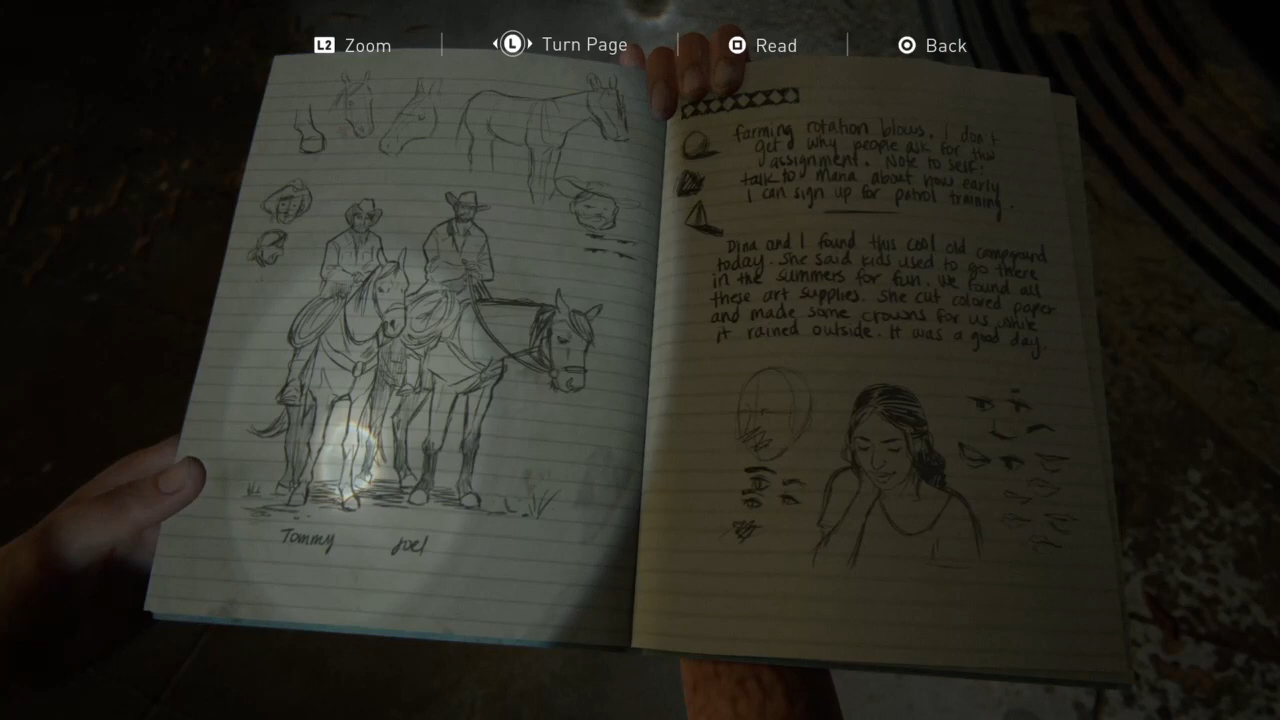 L2 Zoom
L Turn Page
Read
Back
farming rotation blows. I don't
get why people ask for this
assignment. Note to self:
talk to Maria about how early
I can sign up for patrol training.
Dina and I found this cool old campground
today. She said kids used to go there
in the summers for fun. We found all
these art supplies. She cut colored paper
and made some crowns for us while
it rained outside. It was a good day.
Tommy
Joel